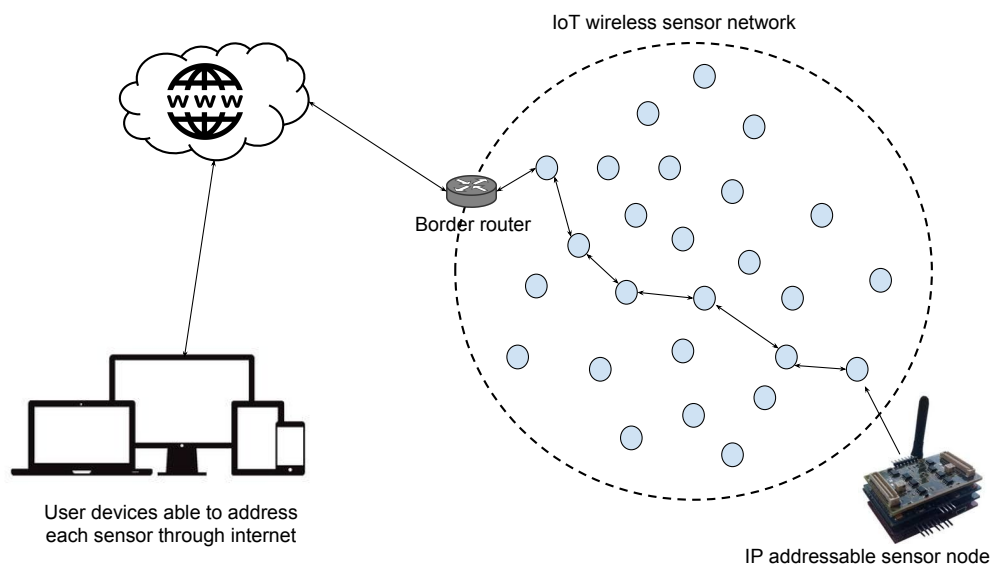 IoT wireless sensor network
WWW
Border router
User devices able to address
each sensor through internet
IP addressable sensor node